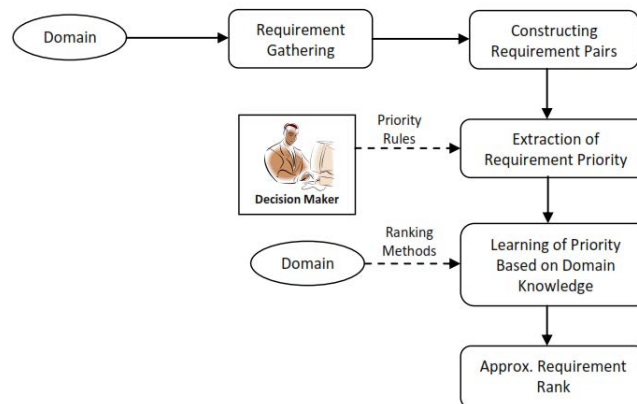 Domain
Requirement
Gathering
Constructing
Requirement Pairs
Priority
Rules
Decision Maker
Extraction of
Requirement Priority
Ranking
Methods
Domain
Learning of Priority
Based on Domain
Knowledge
Approx. Requirement
Rank